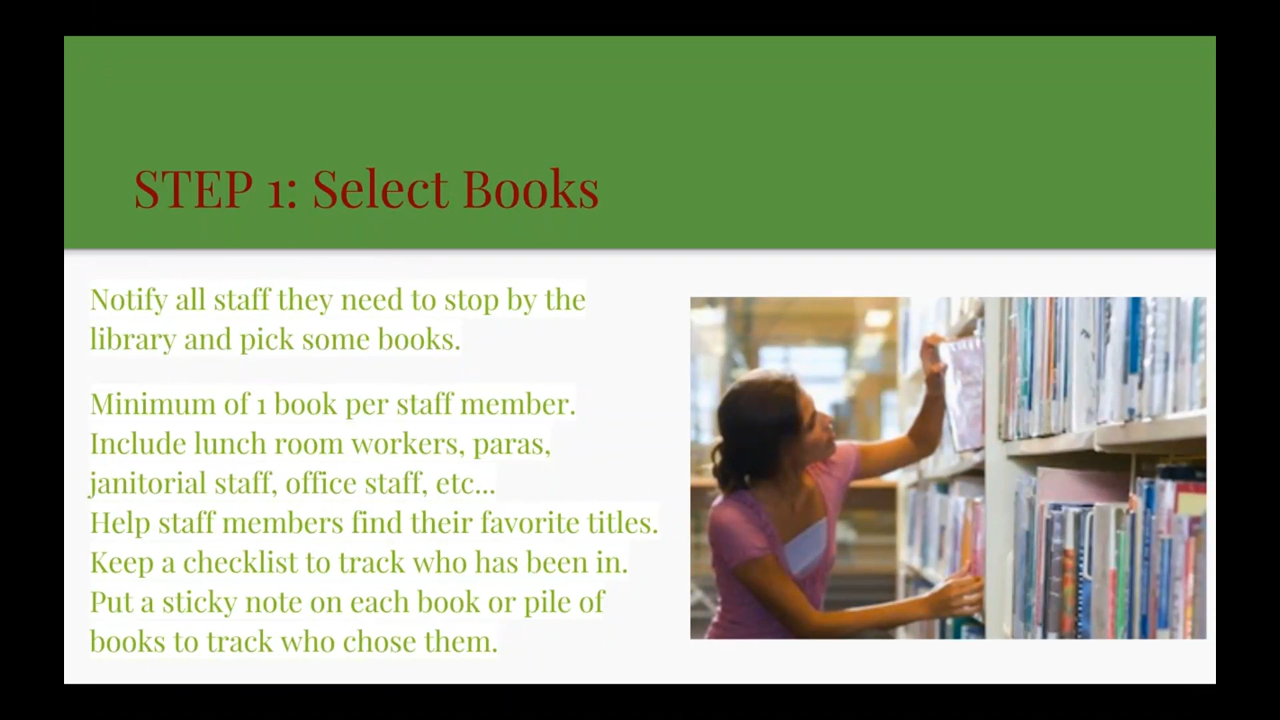 STEP 1: Select Books
Notify all staff they need to stop by the
library and pick some books.
Minimum of 1 book per staff member.
Include lunch room workers, paras,
janitorial staff, office staff, etc...
Help staff members find their favorite titles.
Keep a checklist to track who has been in.
Put a sticky note on each book or pile of
books to track who chose them.